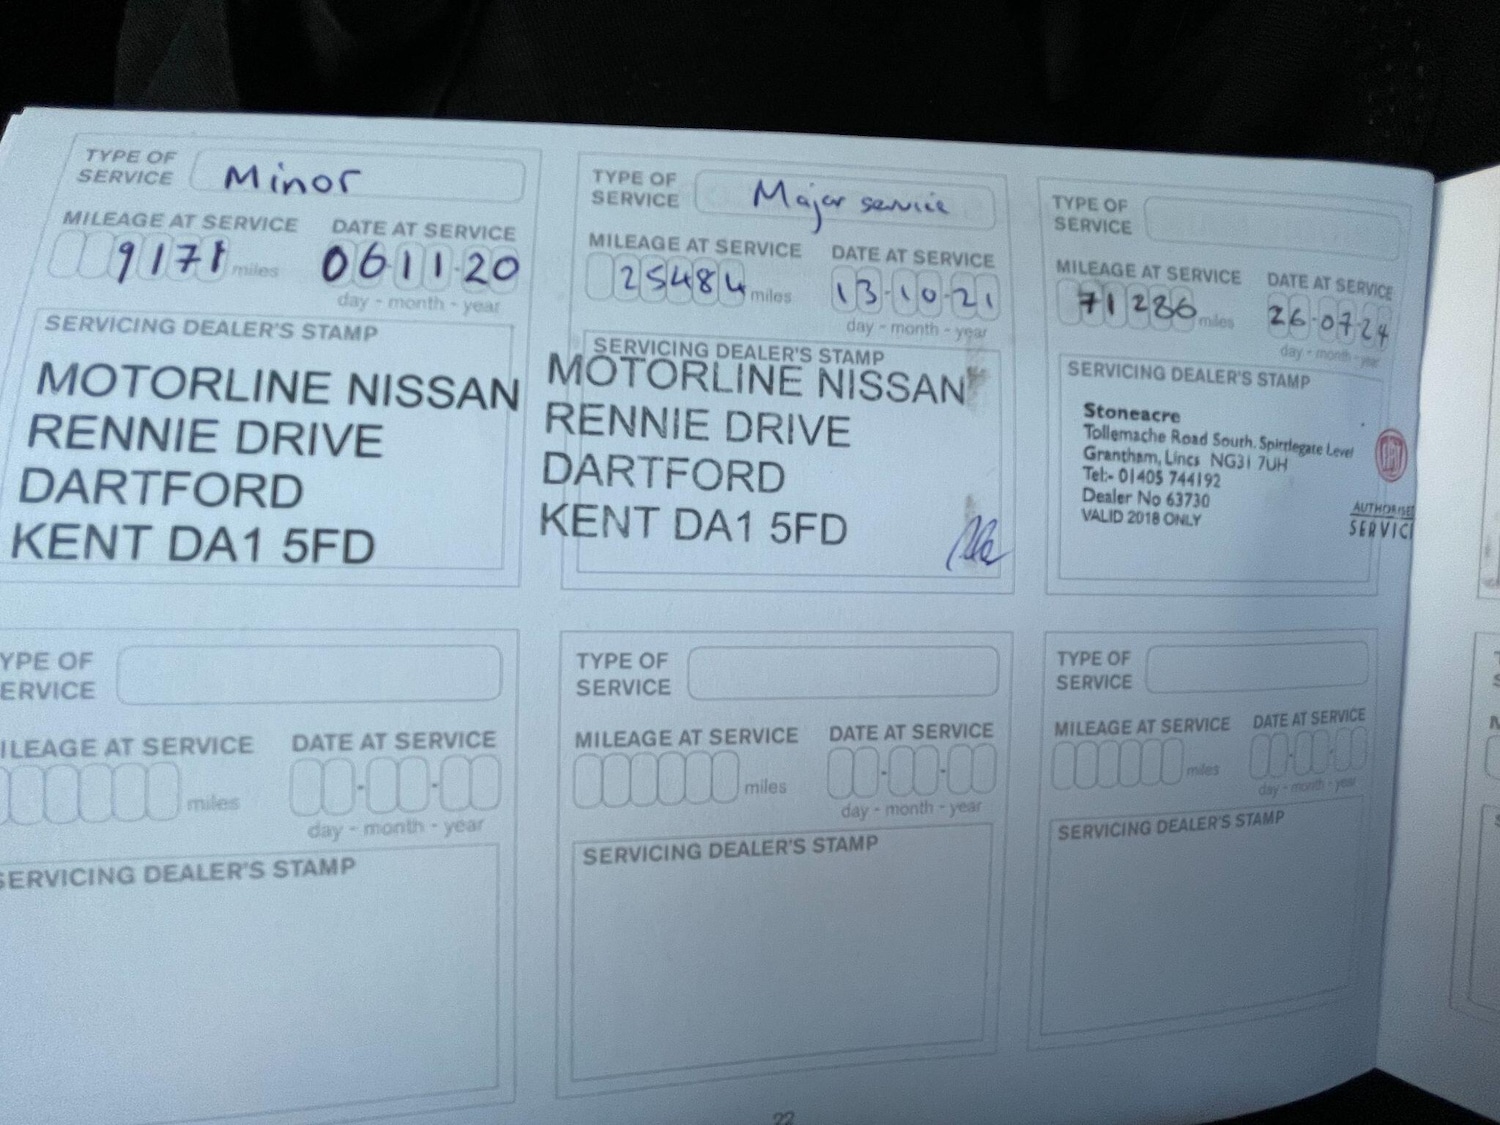 TYPE OF
SERVICE
Minor
MILEAGE AT SERVICE
DATE AT SERVICE
9171 miles
06 11 20
day - month - year
SERVICING DEALER'S STAMP
MOTORLINE NISSAN
RENNIE DRIVE
DARTFORD
KENT DA1 5FD
TYPE OF
SERVICE
Major service
MILEAGE AT SERVICE
DATE AT SERVICE
25484 miles
13-10-21
day - month - year
SERVICING DEALER'S STAMP
MOTORLINE NISSAN
RENNIE DRIVE
DARTFORD
KENT DA1 5FD
TYPE OF
SERVICE
MILEAGE AT SERVICE
DATE AT SERVICE
71286 miles
26-07-24
day - month - year
SERVICING DEALER'S STAMP
Stoneacre
Tollemache Road South, Spittlegate Level
Grantham, Lincs NG31 7UH
Tel:- 01405 744192
Dealer No 63730
VALID 2018 ONLY
AUTHORISE
SERVICI
YPE OF
ERVICE
ILEAGE AT SERVICE
DATE AT SERVICE
miles
day - month - year
SERVICING DEALER'S STAMP
TYPE OF
SERVICE
MILEAGE AT SERVICE
DATE AT SERVICE
miles
day - month - year
SERVICING DEALER'S STAMP
TYPE OF
SERVICE
MILEAGE AT SERVICE
DATE AT SERVICE
miles
day - month - year
SERVICING DEALER'S STAMP
22